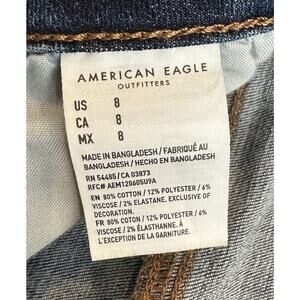 AMERICAN EAGLE
OUTFITTERS
US 8
CA 8
MX 8
MADE IN BANGLADESH / FABRIQUÉ AU
BANGLADESH / HECHO EN BANGLADESH
RN 54485/CA 03873
RFC# AEM120605U9A
EN 80% COTTON / 12% POLYESTER / 6%
VISCOSE / 2% ELASTANE. EXCLUSIVE OF
DECORATION.
FR 80% COTON / 12% POLYESTER / 6%
VISCOSE / 2% ÉLASTHANNE. À
L'EXCEPTION DE LA GARNITURE.